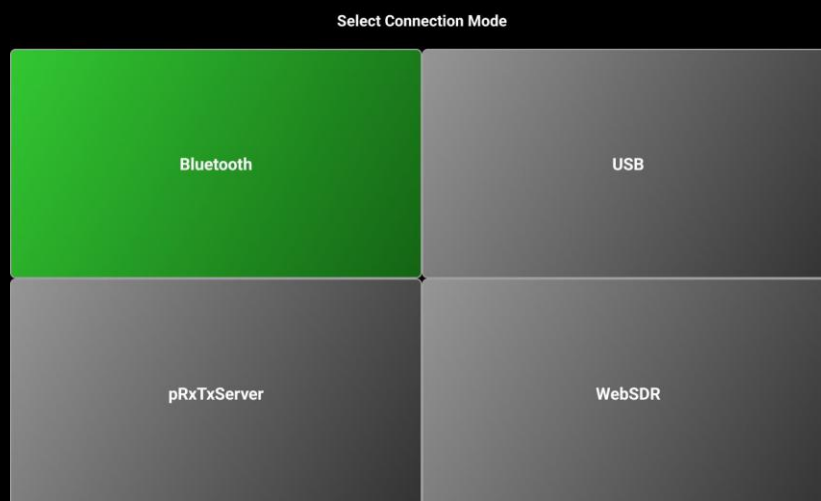 Select Connection Mode
Bluetooth
USB
pRxTxServer
WebSDR